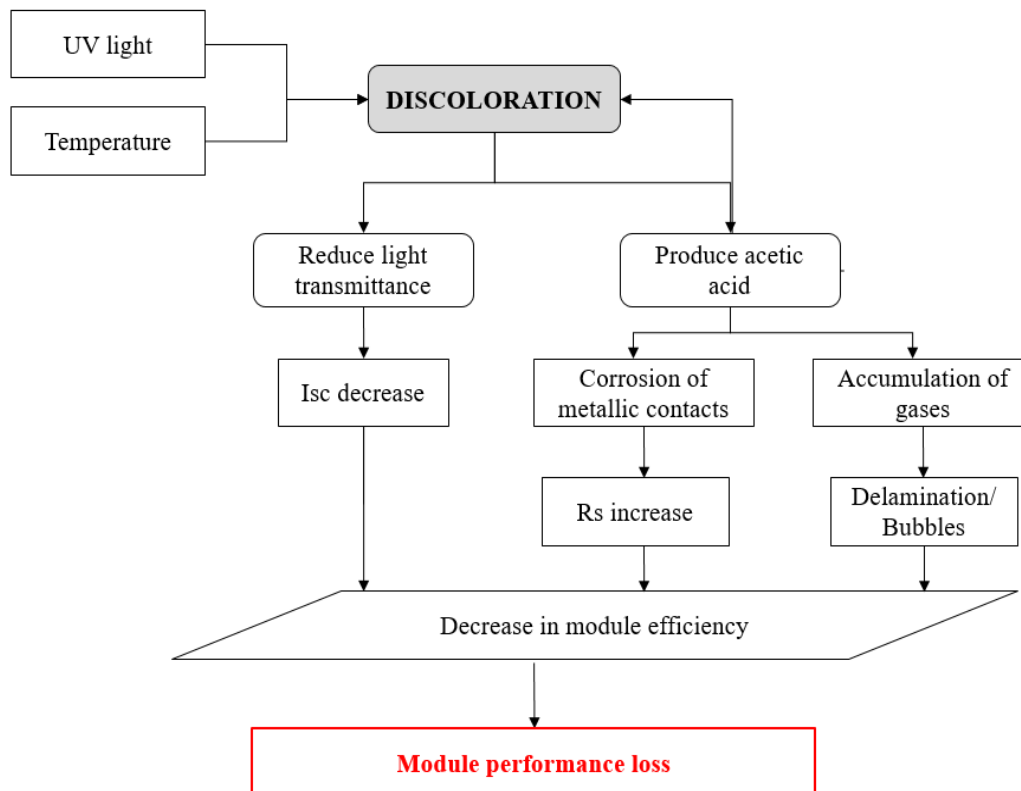 UV light
DISCOLORATION
Temperature
Reduce light
transmittance
Produce acetic
acid
Isc decrease
Corrosion of
metallic contacts
Accumulation of
gases
Rs increase
Delamination/
Bubbles
Decrease in module efficiency
Module performance loss